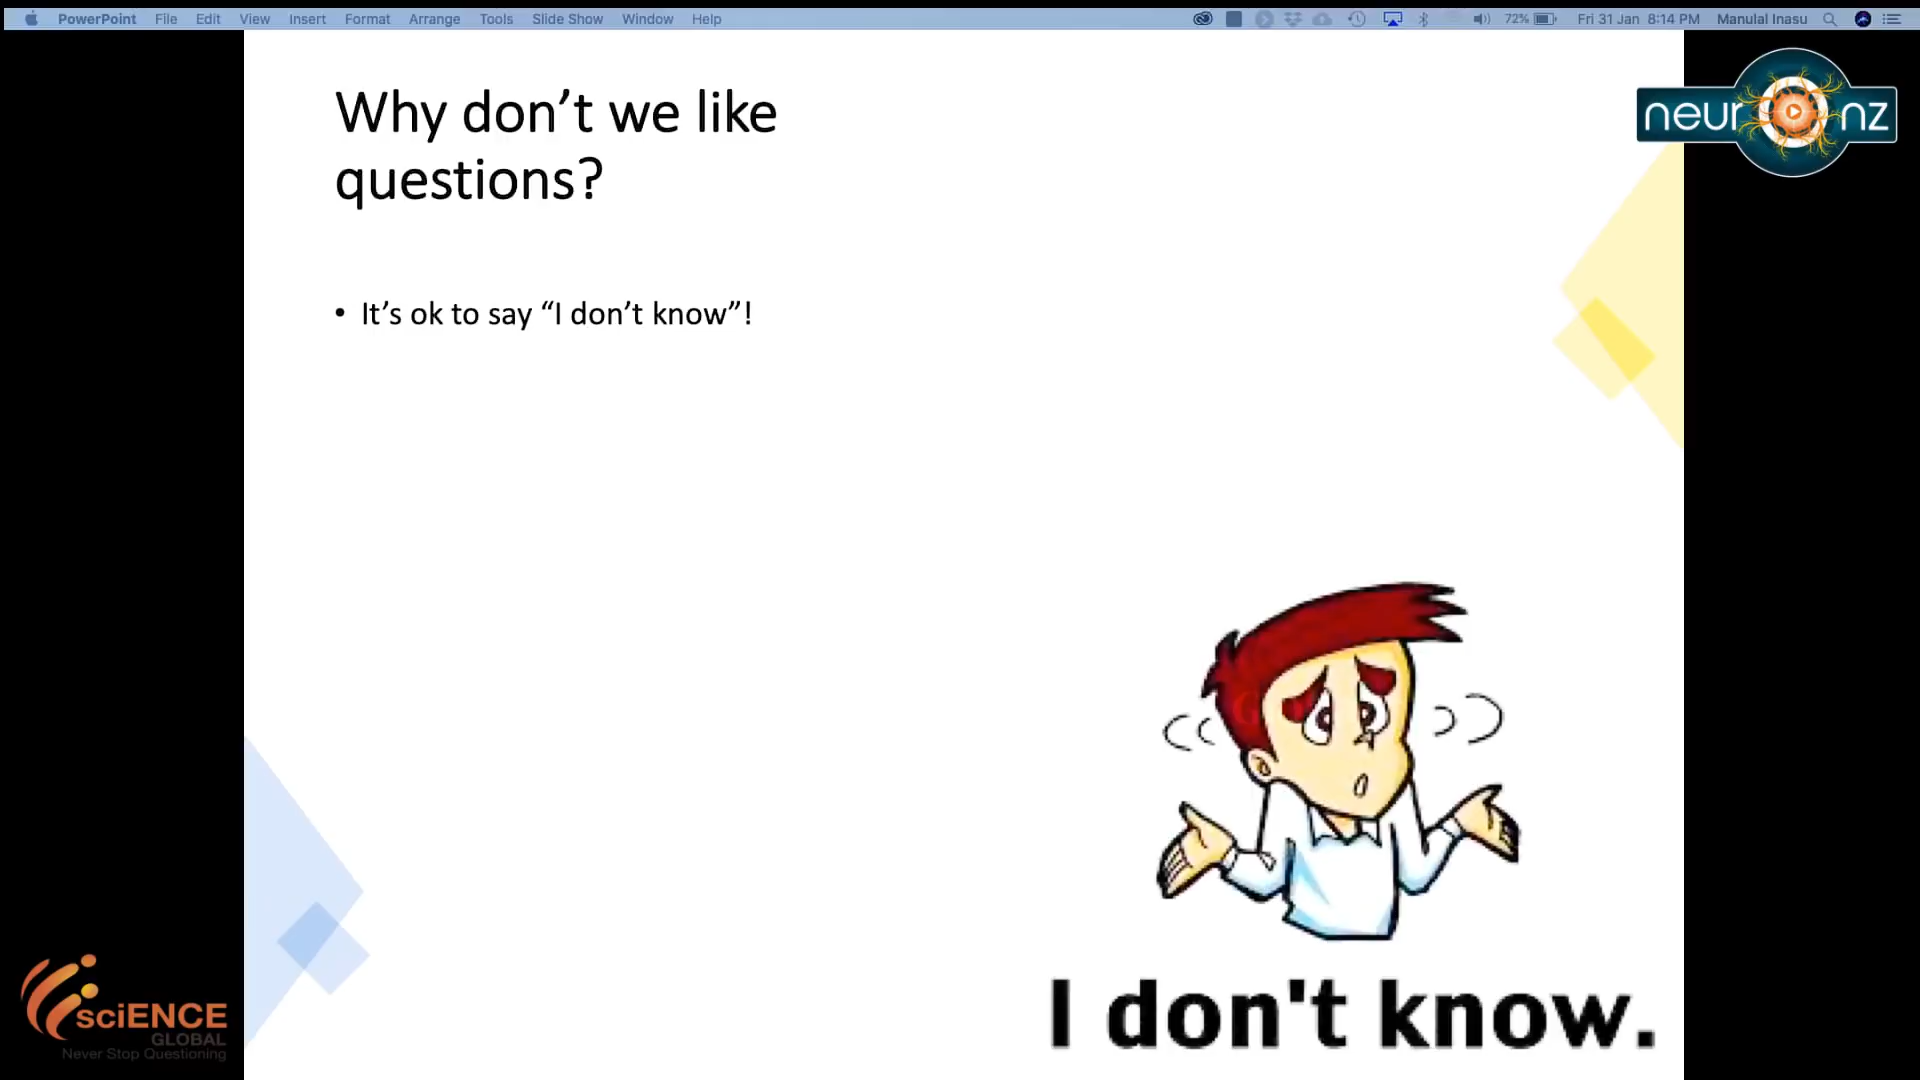 PowerPoint File Edit View Insert Format Arrange Tools Slide Show Window Help 72% Fri 31 Jan 8:14 PM Manulal Inasu
neuronz
Why don’t we like
questions?
• It’s ok to say “I don’t know”!
I don't know.
sciENCE
GLOBAL
Never Stop Questioning